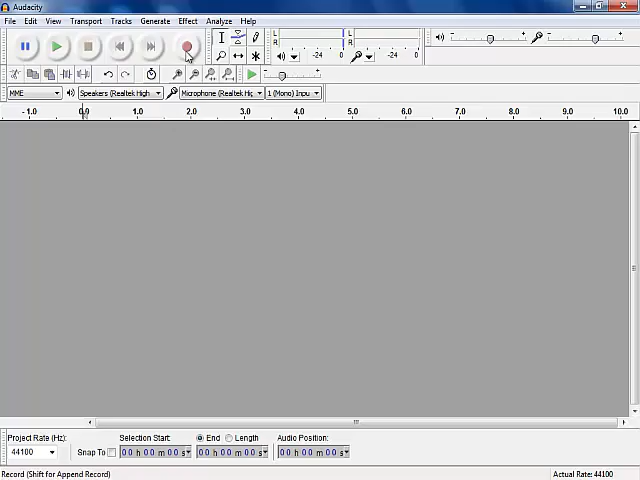 Audacity
File Edit View Transport Tracks Generate Effect Analyze Help
L
R
-24 0
L
R
-24 0
MME Speakers (Realtek High Microphone (Realtek Hig 1 (Mono) Inpu
-1.0 0.0 1.0 2.0 3.0 4.0 5.0 6.0 7.0 8.0 9.0 10.0
Project Rate (Hz): Selection Start: End Length Audio Position:
44100 Snap To 00 h 00 m 00 s 00 h 00 m 00 s 00 h 00 m 00 s
Record (Shift for Append Record) Actual Rate: 44100